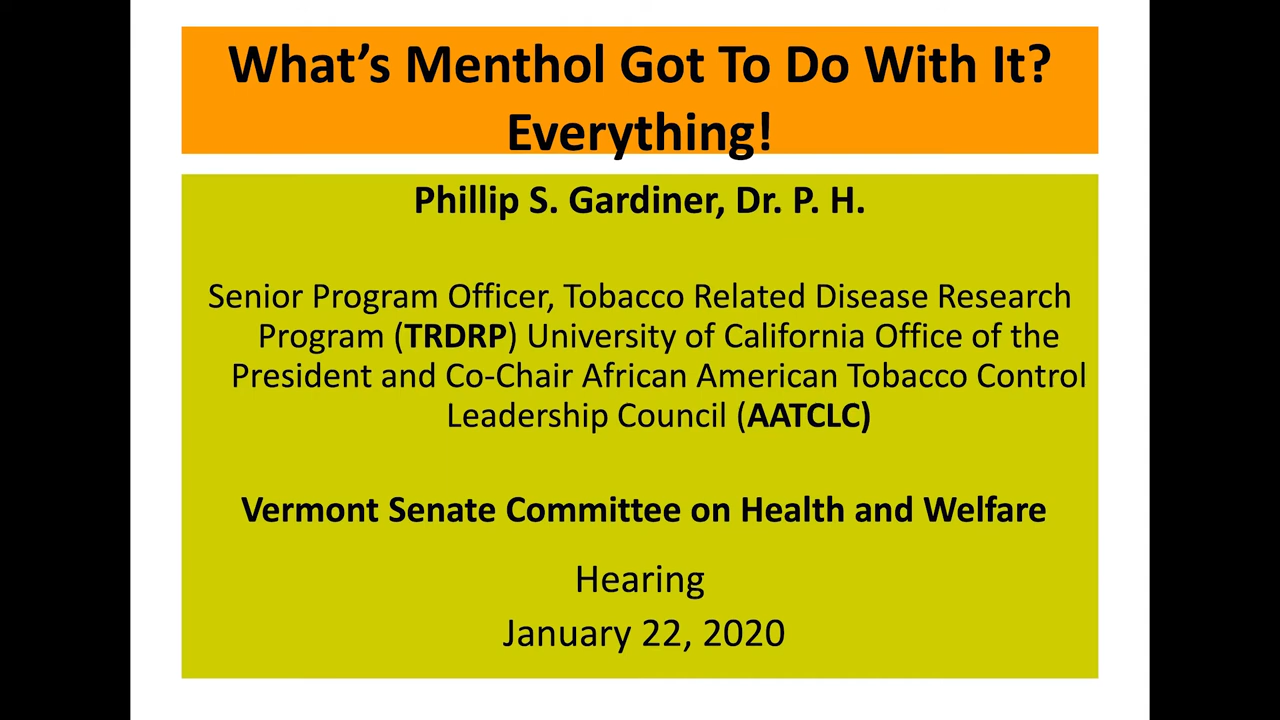 What’s Menthol Got To Do With It?
Everything!
Phillip S. Gardiner, Dr. P. H.
Senior Program Officer, Tobacco Related Disease Research
Program (TRDRP) University of California Office of the
President and Co-Chair African American Tobacco Control
Leadership Council (AATCLC)
Vermont Senate Committee on Health and Welfare
Hearing
January 22, 2020